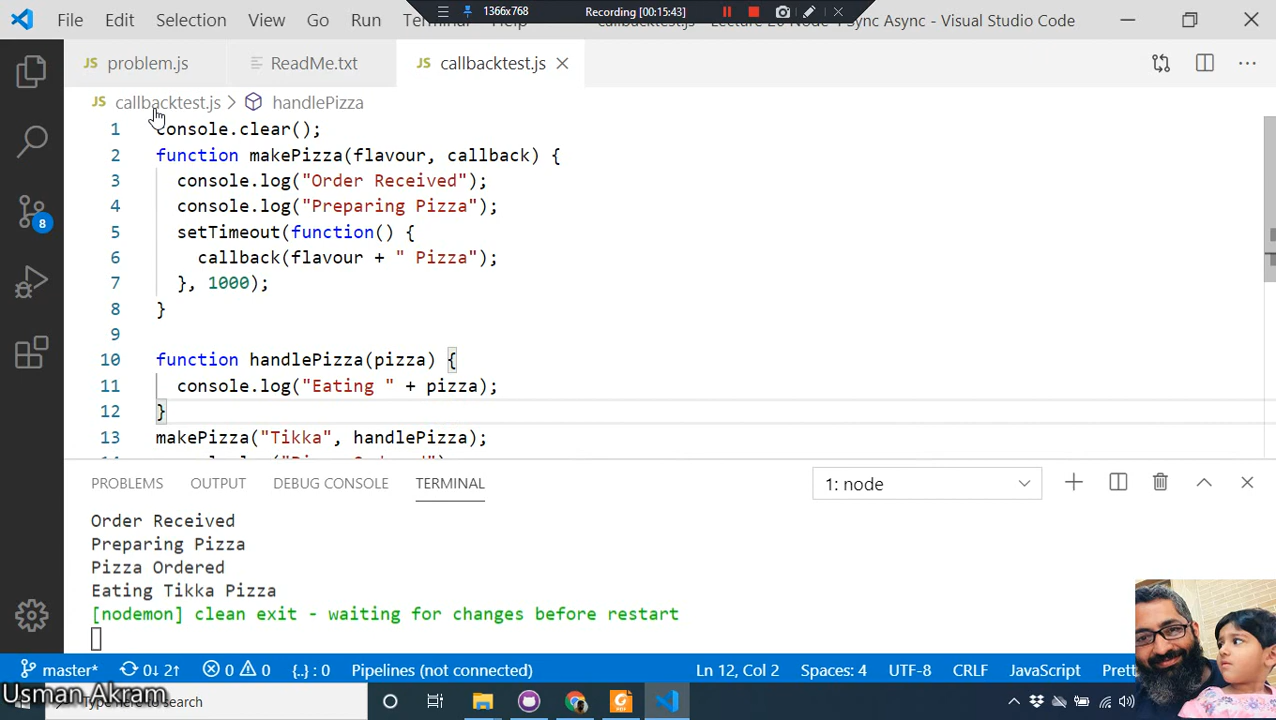 File Edit Selection View Go Run Terminal Help - Visual Studio Code
1366x768 Recording [00:15:43]
JS problem.js ReadMe.txt JS callbacktest.js
JS callbacktest.js > handlePizza
1 console.clear();
2 function makePizza(flavour, callback) {
3 console.log("Order Received");
4 console.log("Preparing Pizza");
5 setTimeout(function() {
6 callback(flavour + " Pizza");
7 }, 1000);
8 }
9
10 function handlePizza(pizza) {
11 console.log("Eating " + pizza);
12 }
13 makePizza("Tikka", handlePizza);
8
PROBLEMS OUTPUT DEBUG CONSOLE TERMINAL 1: node
Order Received
Preparing Pizza
Pizza Ordered
Eating Tikka Pizza
[nodemon] clean exit - waiting for changes before restart
master* 0↓ 2↑ 0 0 {..} : 0 Pipelines (not connected) Ln 12, Col 2 Spaces: 4 UTF-8 CRLF JavaScript
Usman Akram
Type here to search